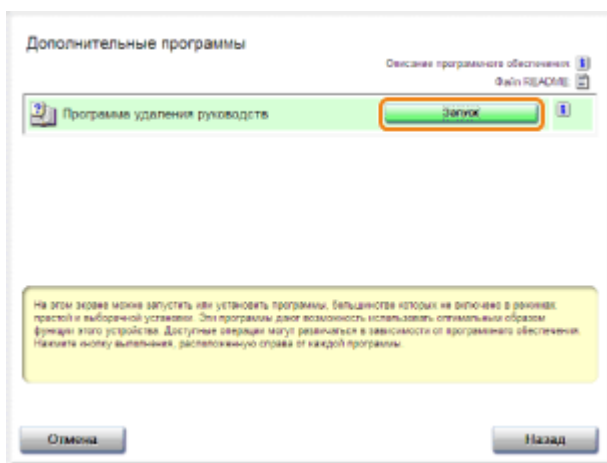 Дополнительные программы
Описание программного обеспечения
Файл README
Программа удаления руководств
Запуск
На этом экране можно запустить или установить программы, большинство которых не включено в режимах
простой и выборочной установки. Эти программы дают возможность использовать оптимальным образом
функции этого устройства. Доступные операции могут различаться в зависимости от программного обеспечения.
Нажмите кнопку выполнения, расположенную справа от каждой программы.
Отмена
Назад